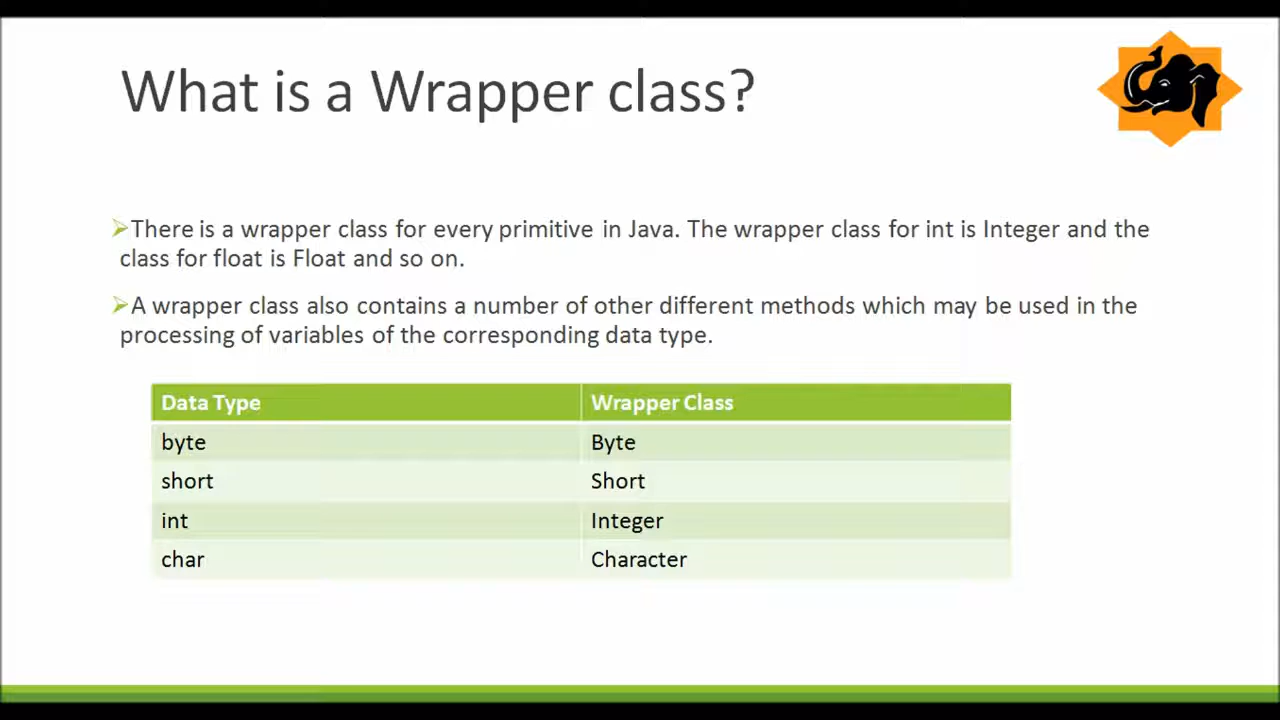 What is a Wrapper class?
➢There is a wrapper class for every primitive in Java. The wrapper class for int is Integer and the
class for float is Float and so on.
➢A wrapper class also contains a number of other different methods which may be used in the
processing of variables of the corresponding data type.
Data Type Wrapper Class
byte Byte
short Short
int Integer
char Character